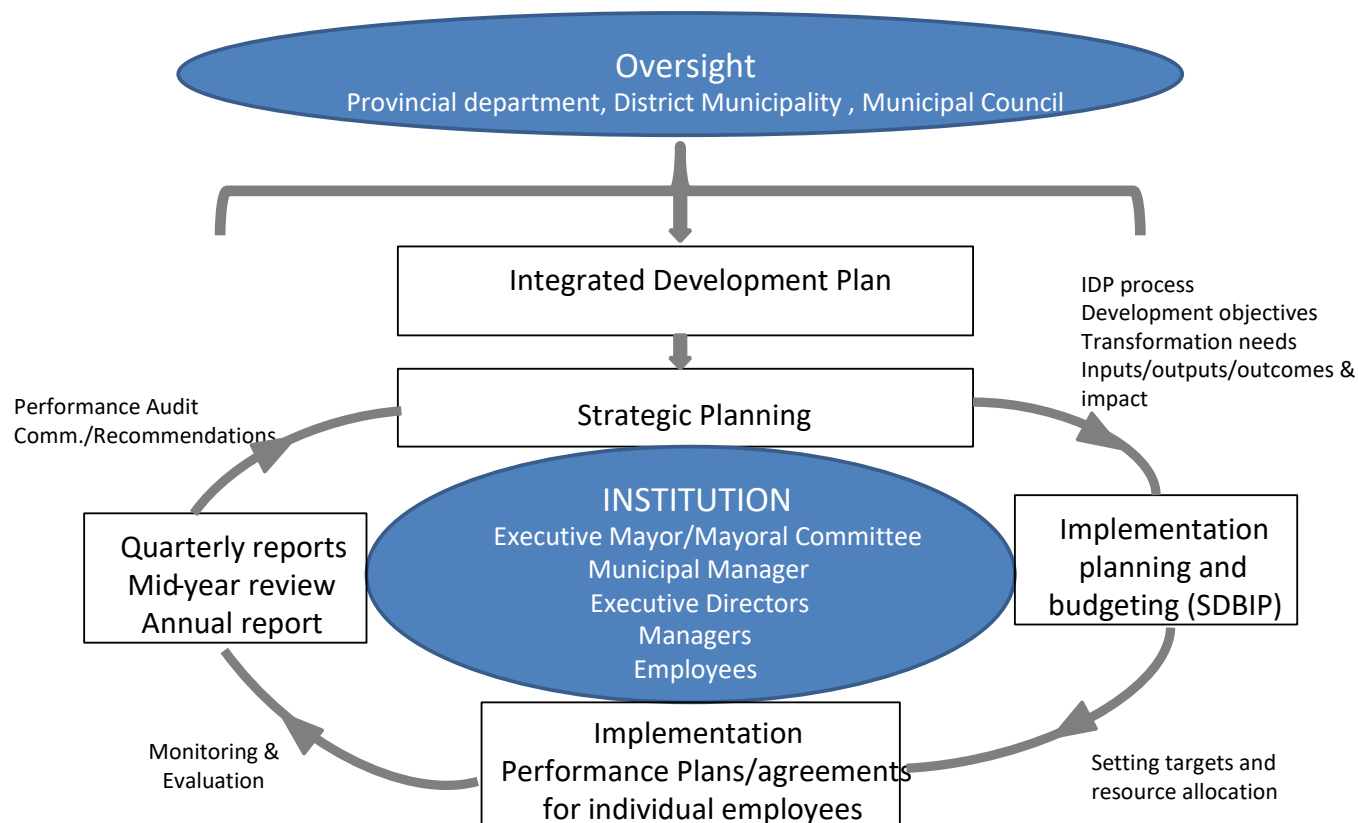 Oversight
Provincial department, District Municipality , Municipal Council
Integrated Development Plan
IDP process
Development objectives
Transformation needs
Inputs/outputs/outcomes &
impact
Strategic Planning
Performance Audit
Comm./Recommendations
INSTITUTION
Executive Mayor/Mayoral Committee
Municipal Manager
Executive Directors
Managers
Employees
Quarterly reports
Mid-year review
Annual report
Implementation
planning and
budgeting (SDBIP)
Implementation
Performance Plans/agreements
for individual employees
Monitoring &
Evaluation
Setting targets and
resource allocation